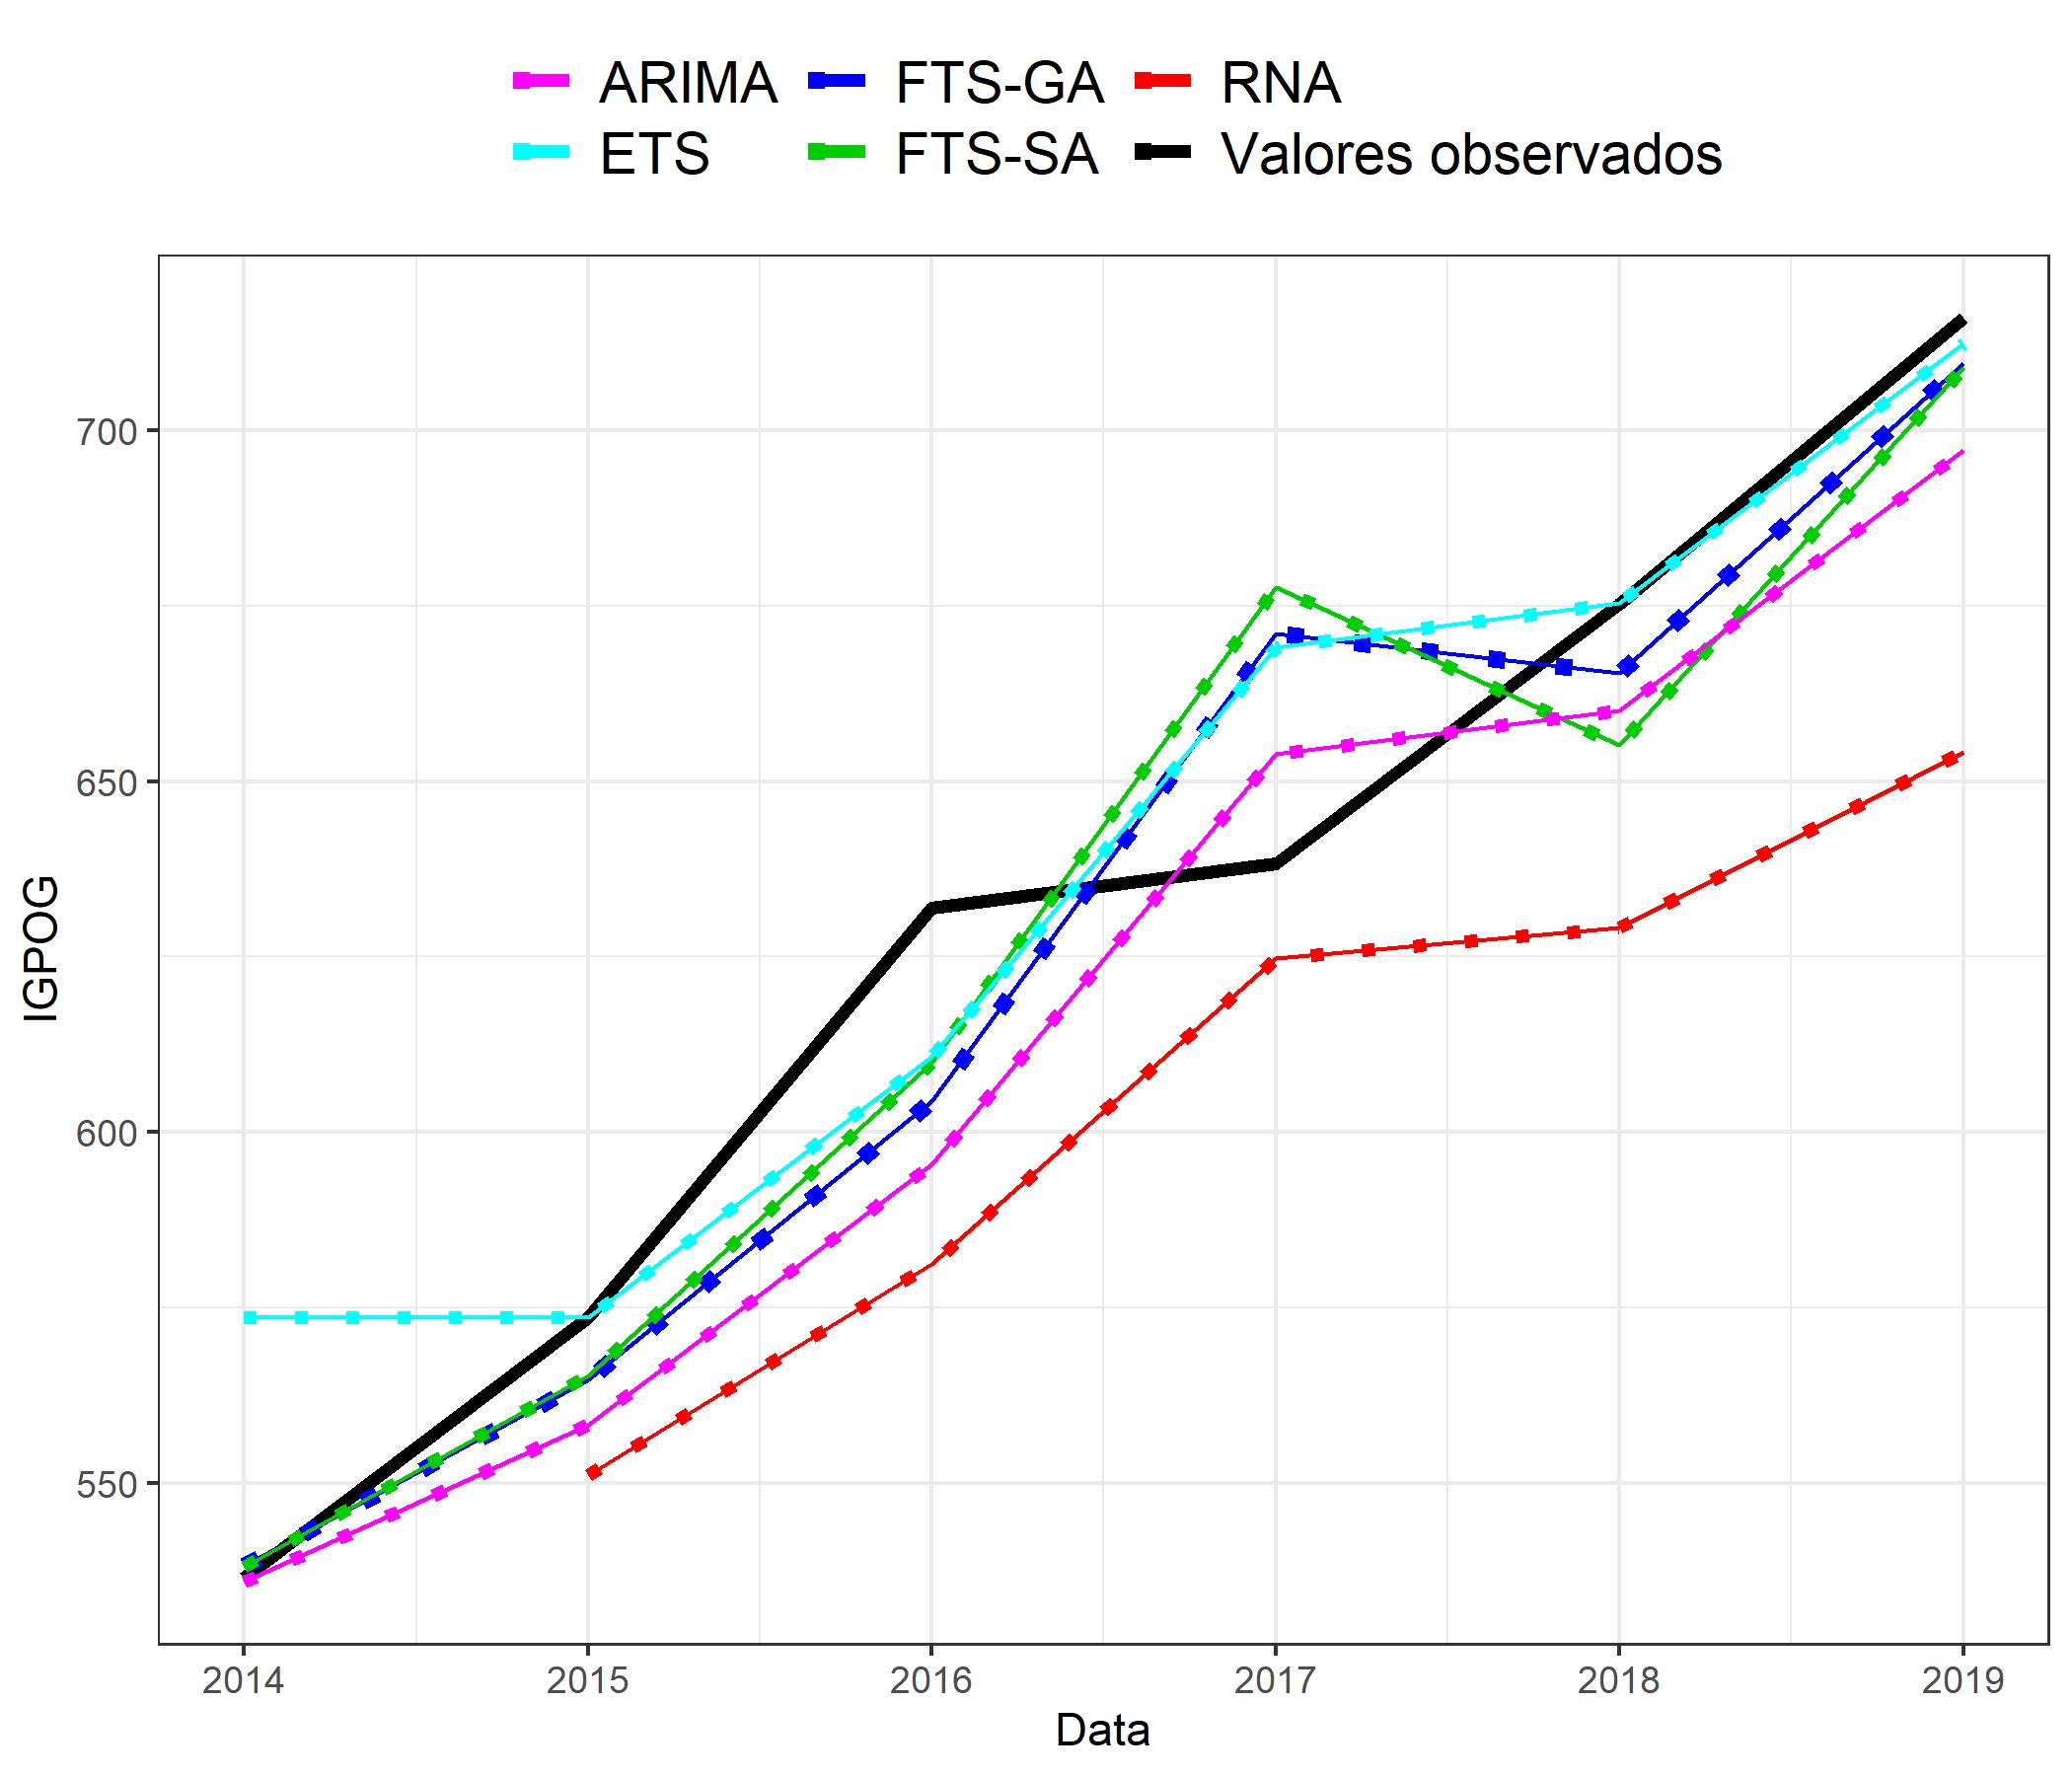 ARIMA FTS-GA RNA
ETS FTS-SA Valores observados
700
650
600
550
IGPOG
2014 2015 2016 2017 2018 2019
Data